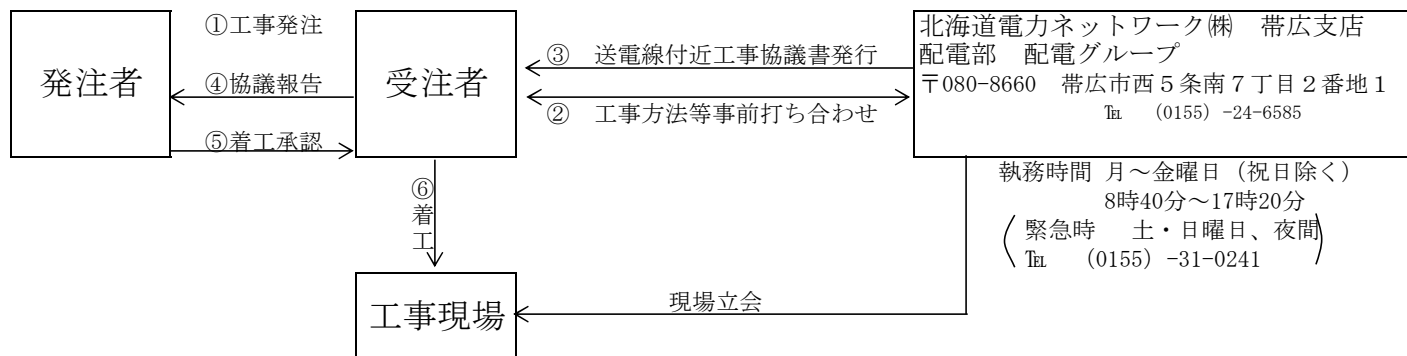 ①工事発注
発注者
④協議報告
⑤着工承認
受注者
③　送電線付近工事協議書発行
②　工事方法等事前打ち合わせ
北海道電力ネットワーク㈱　帯広支店
配電部　配電グループ
〒080-8660　帯広市西５条南７丁目２番地１
℡　（0155）-24-6585
執務時間 月～金曜日（祝日除く）
8時40分～17時20分
緊急時　土・日曜日、夜間
℡　（0155）-31-0241
⑥着工
工事現場
現場立会